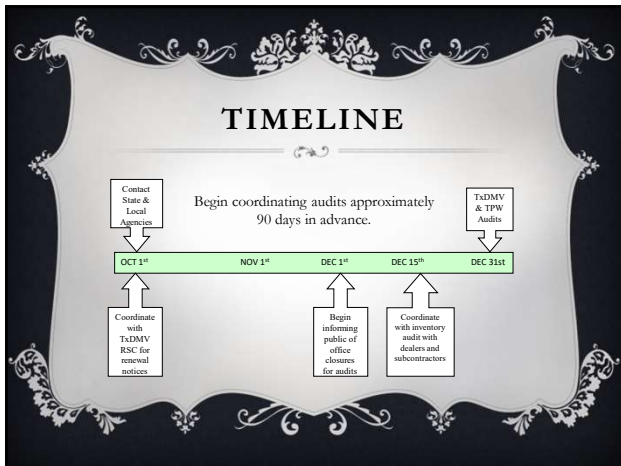 TIMELINE
Contact
State &
Local
Agencies
Begin coordinating audits approximately
90 days in advance.
TxDMV
& TPW
Audits
OCT 1st
NOV 1st
DEC 1st
DEC 15th
DEC 31st
Coordinate
with
TxDMV
RSC for
renewal
notices
Begin
informing
public of
office
closures
for audits
Coordinate
with inventory
audit with
dealers and
subcontractors